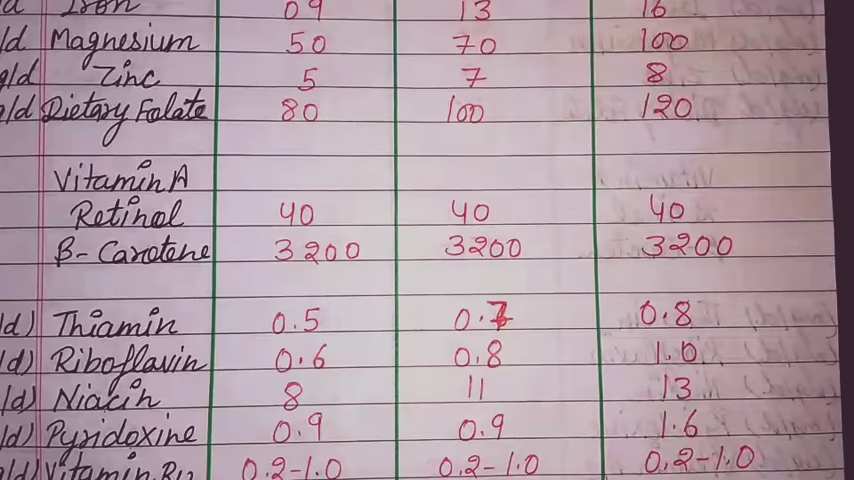 d Iron 09 13 16
/d Magnesium 50 70 100
g/d Zinc 5 7 8
g/d Dietary Folate 80 100 120
Vitamin A
Retinol 40 40 40
β-Carotene 3200 3200 3200
/d) Thiamin 0.5 0.7 0.8
/d) Riboflavin 0.6 0.8 1.0
/d) Niacin 8 11 13
/d) Pyridoxine 0.9 0.9 1.6
g/d) Vitamin B12 0.2-1.0 0.2-1.0 0.2-1.0